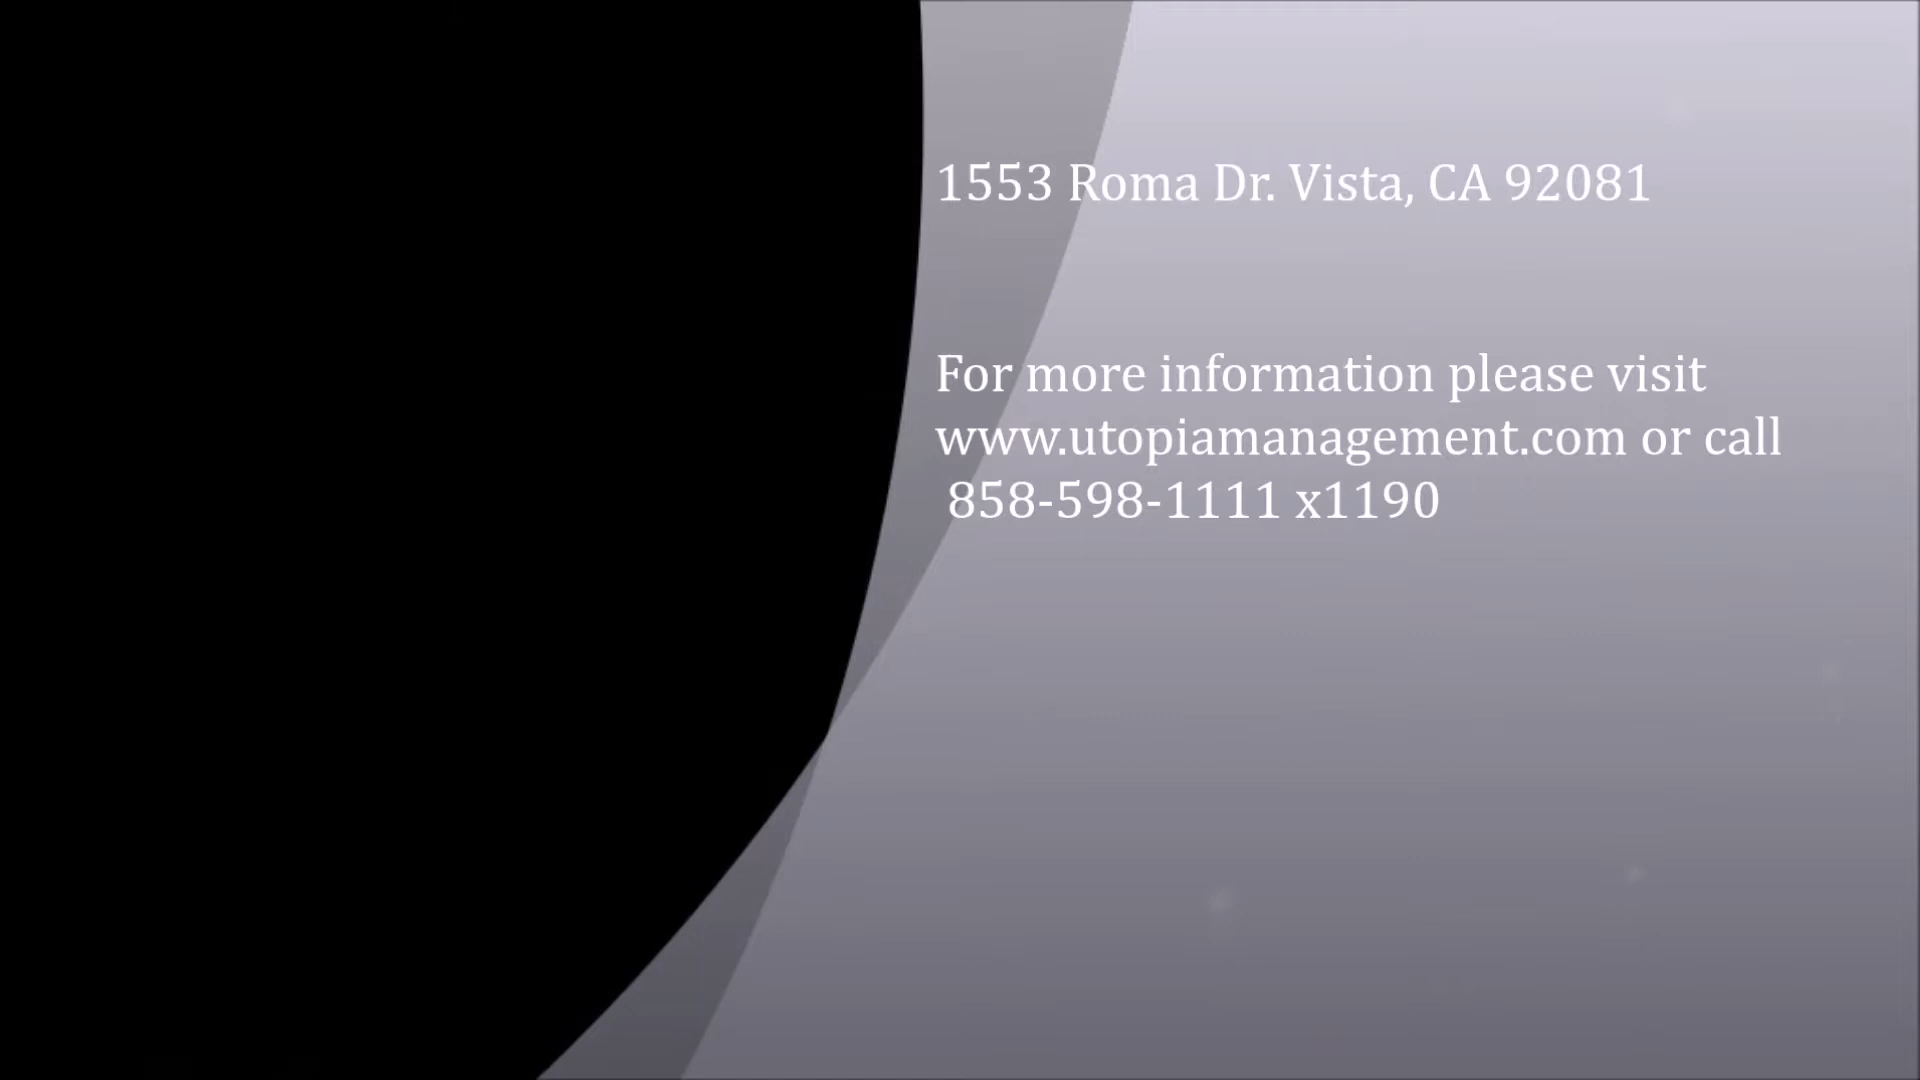 1553 Roma Dr. Vista, CA 92081
For more information please visit
www.utopiamanagement.com or call
858-598-1111 x1190